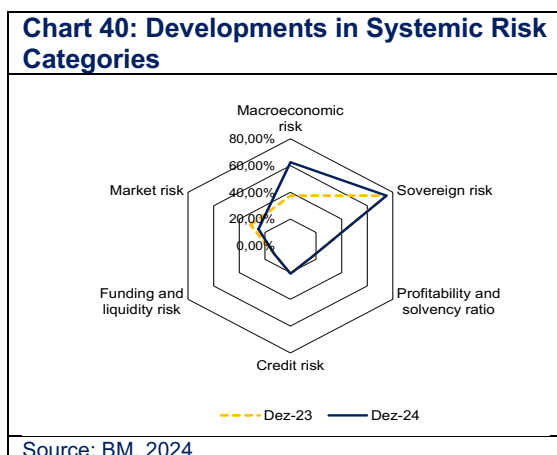 Chart 40: Developments in Systemic Risk
Categories
Macroeconomic
risk
80,00%
60,00%
40,00%
20,00%
0,00%
Market risk
Sovereign risk
Funding and
liquidity risk
Profitability and
solvency ratio
Credit risk
Dez-23
Dez-24
Source: BM, 2024